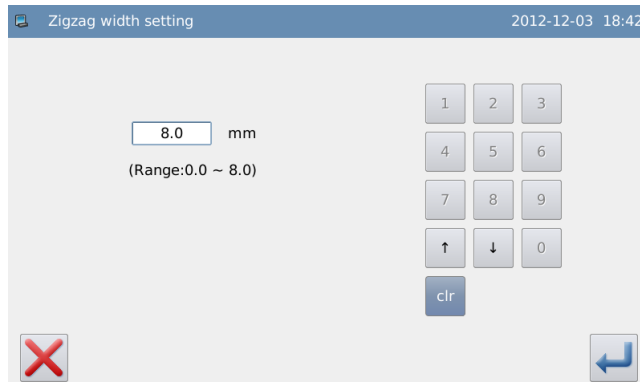 Zigzag width setting 2012-12-03 18:42
8.0 mm
(Range:0.0 ~ 8.0)
1 2 3
4 5 6
7 8 9
↑ ↓ 0
clr